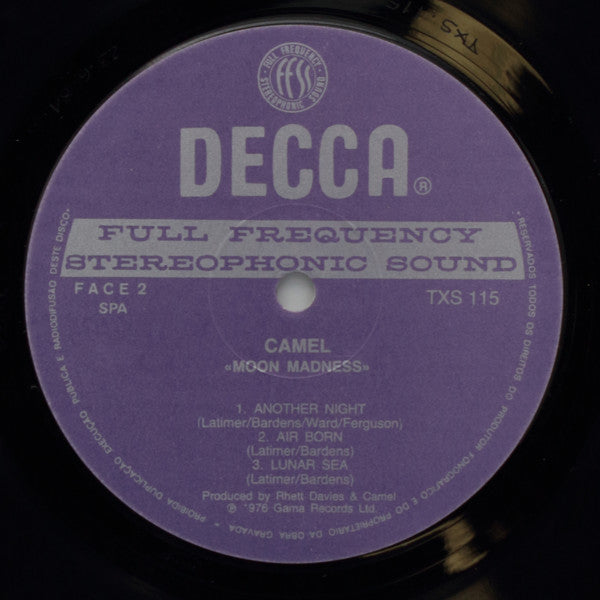 FULL FREQUENCY
ffss
STEREOPHONIC SOUND
DECCA®
FULL FREQUENCY
STEREOPHONIC SOUND
FACE 2
SPA
TXS 115
CAMEL
«MOON MADNESS»
1. ANOTHER NIGHT
(Latimer/Bardens/Ward/Ferguson)
2. AIR BORN
(Latimer/Bardens)
3. LUNAR SEA
(Latimer/Bardens)
Produced by Rhett Davies & Camel
℗ '976 Gama Records Ltd.
• RESERVADOS TODOS OS DIREITOS DO PRODUTOR FONOGRÁFICO E DO PROPRIETÁRIO DA OBRA GRAVADA • PROIBIDA DUPLICAÇÃO EXECUÇÃO PUBLICA E RADIODIFUSÃO DESTE DISCO